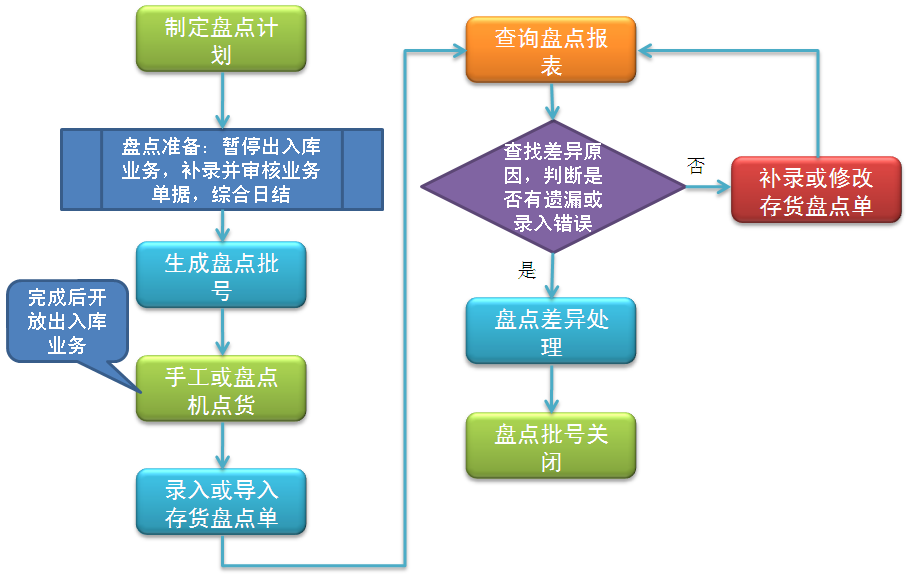 制定盘点计
划
盘点准备：暂停出入库
业务，补录并审核业务
单据，综合日结
生成盘点批
号
完成后开
放出入库
业务
手工或盘点
机点货
录入或导入
存货盘点单
查询盘点报
表
查找差异原
因，判断是
否有遗漏或
录入错误
否
补录或修改
存货盘点单
是
盘点差异处
理
盘点批号关
闭